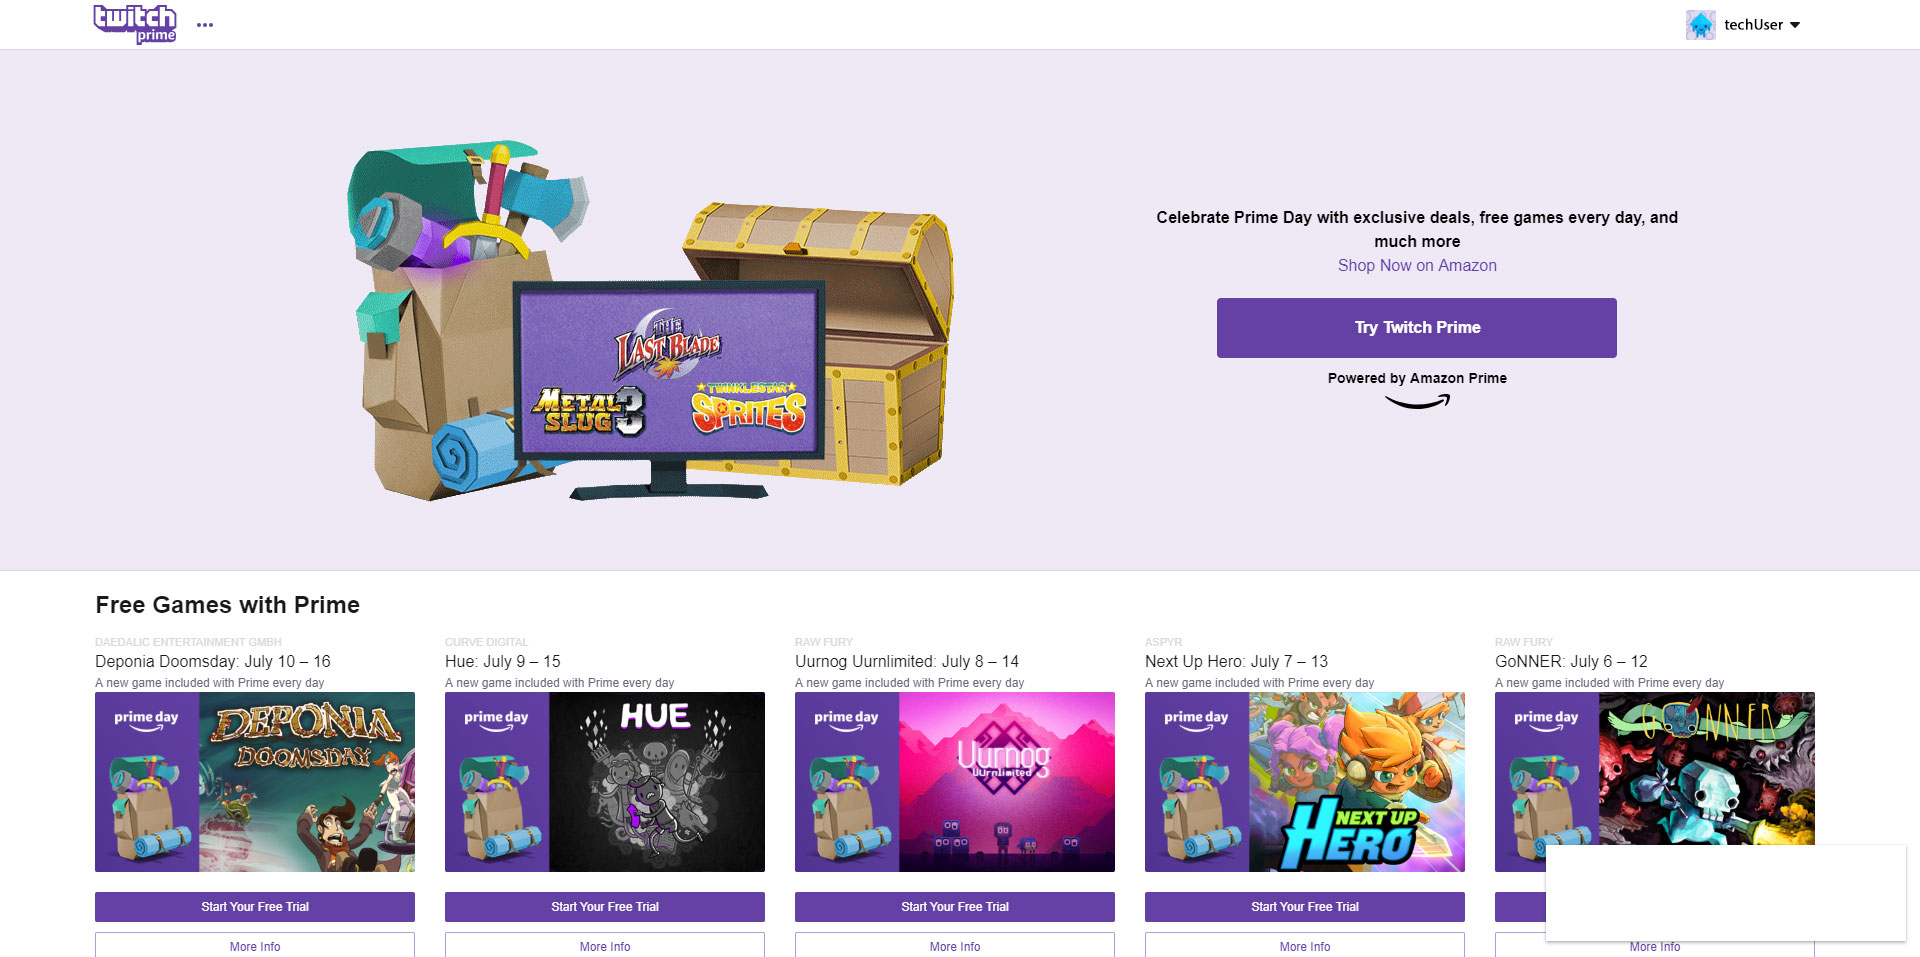 twitch
prime
techUser
Celebrate Prime Day with exclusive deals, free games every day, and
much more
Shop Now on Amazon
Try Twitch Prime
Powered by Amazon Prime
THE
LAST BLADE
METAL
SLUG 3
TWINKLESTAR
SPRITES
Free Games with Prime
DAEDALIC ENTERTAINMENT GMBH
Deponia Doomsday: July 10 – 16
A new game included with Prime every day
prime day
DEPONIA
DOOMSDAY
Start Your Free Trial
More Info
CURVE DIGITAL
Hue: July 9 – 15
A new game included with Prime every day
prime day
HUE
Start Your Free Trial
More Info
RAW FURY
Uurnog Uurnlimited: July 8 – 14
A new game included with Prime every day
prime day
Uurnog
UUrnlimited
Start Your Free Trial
More Info
ASPYR
Next Up Hero: July 7 – 13
A new game included with Prime every day
prime day
NEXT UP
HERO
Start Your Free Trial
More Info
RAW FURY
GoNNER: July 6 – 12
A new game included with Prime every day
prime day
GONNER
More Info